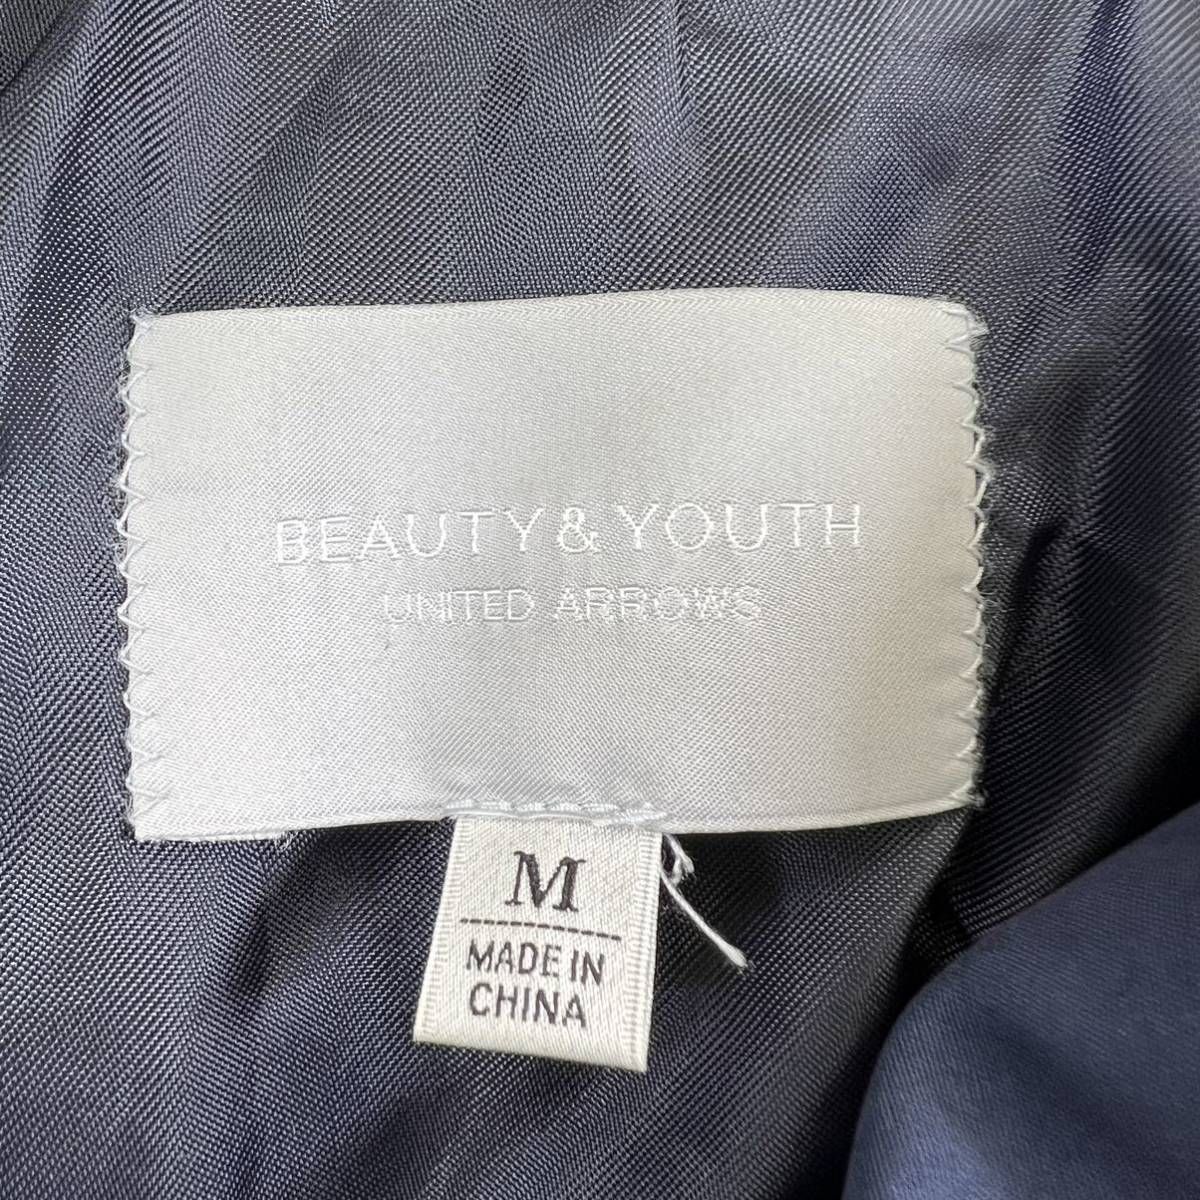 BEAUTY & YOUTH
UNITED ARROWS
M
MADE IN
CHINA